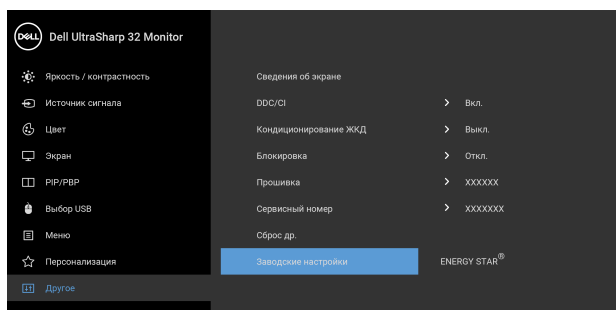 DELL Dell UltraSharp 32 Monitor
Яркость / контрастность
Источник сигнала
Цвет
Экран
PIP/PBP
Выбор USB
Меню
Персонализация
Другое
Сведения об экране
DDC/CI > Вкл.
Кондиционирование ЖКД > Выкл.
Блокировка > Откл.
Прошивка > XXXXXX
Сервисный номер > XXXXXXX
Сброс др.
Заводские настройки ENERGY STAR®